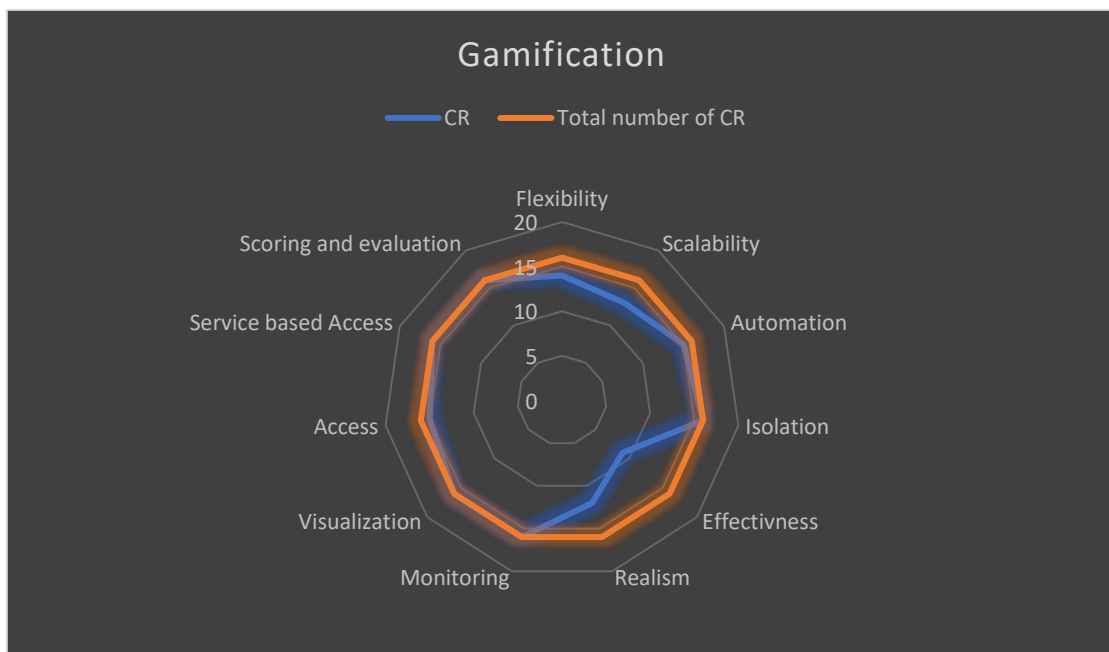 Gamification
CR
Total number of CR
Flexibility
Scalability
Automation
Isolation
Effectivness
Realism
Monitoring
Visualization
Access
Service based Access
Scoring and evaluation
20
15
10
5
0